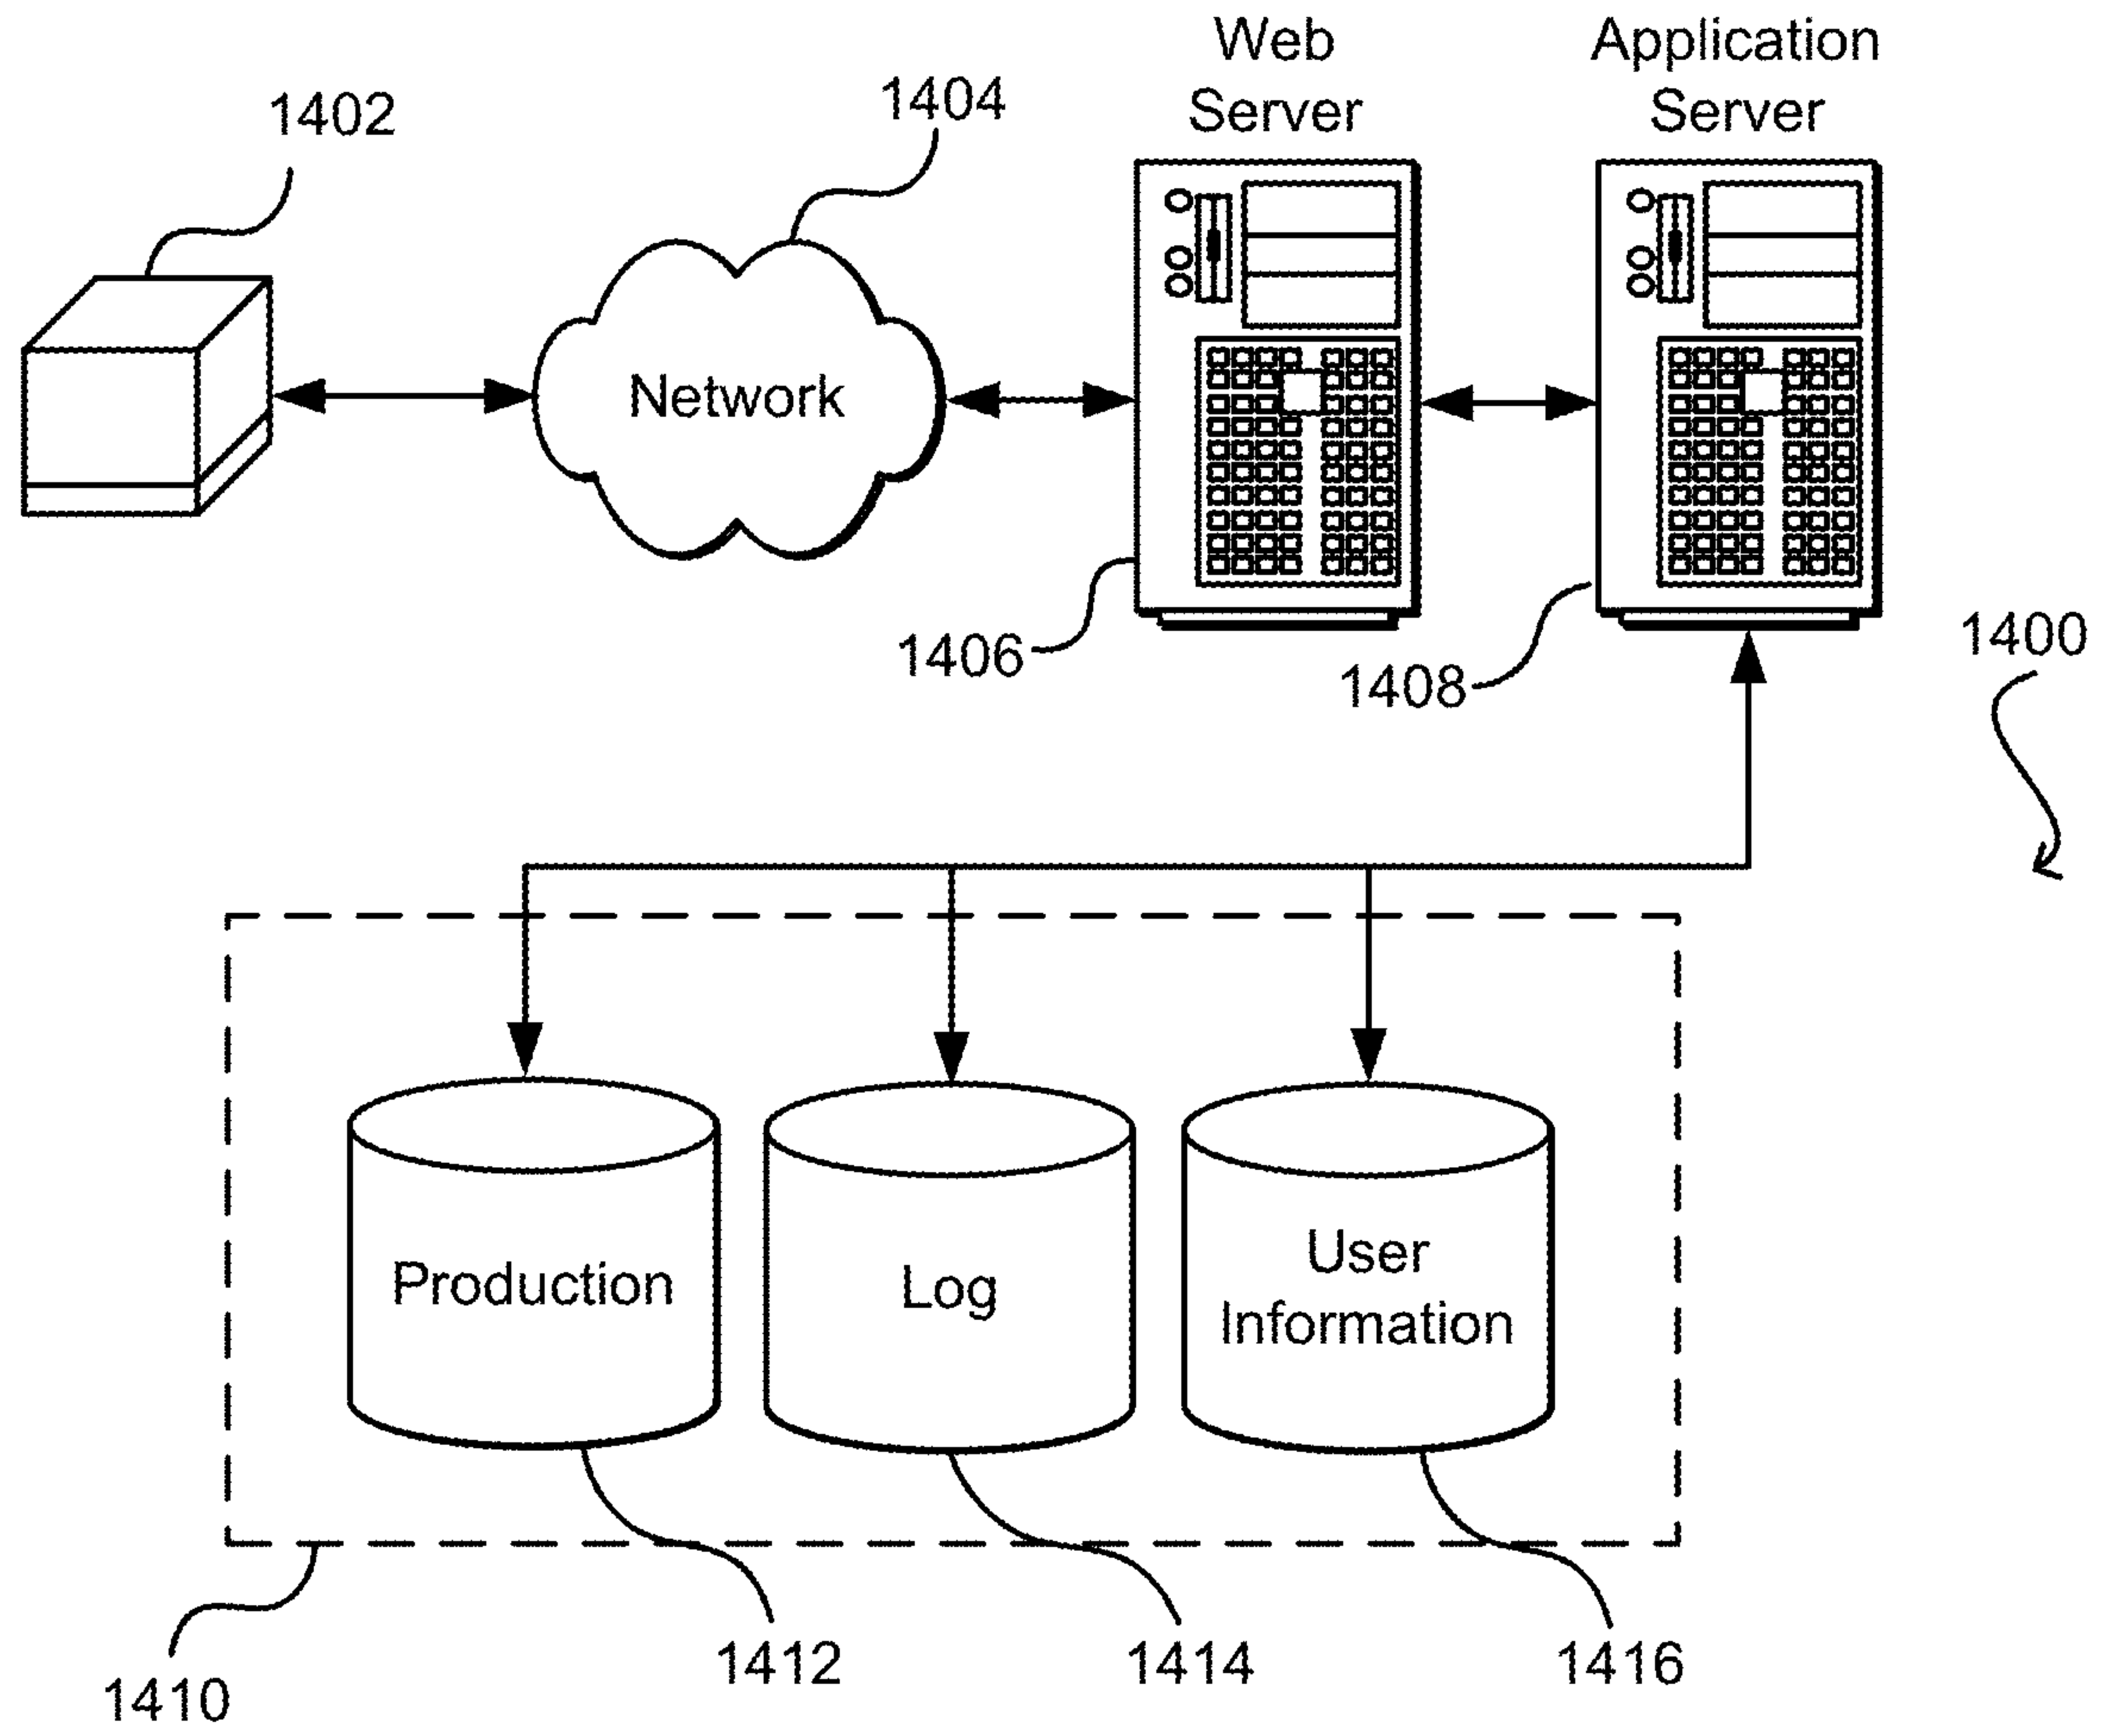 Web
Server
Application
Server
1402
1404
Network
1406
1408
1400
Production
Log
User
Information
1410
1412
1414
1416